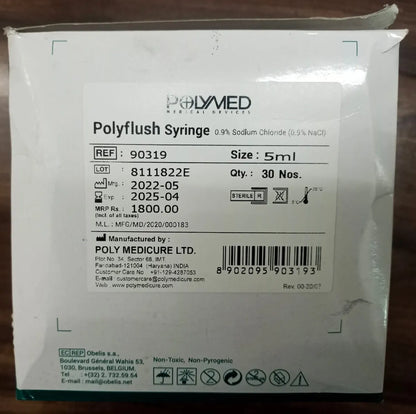 POLYMED
MEDICAL DEVICES
Polyflush Syringe 0.9% Sodium Chloride (0.9% NaCl)
REF : 90319 Size : 5ml
LOT : 8111822E Qty. : 30 Nos.
Mfg. : 2022-05
Exp. : 2025-04
STERILE R
MRP Rs. : 1800.00
(Incl. of all taxes)
M.L. : MFG/MD/2020/000183
Manufactured by :
POLY MEDICURE LTD.
Plot No. 34, Sector 68, IMT
Faridabad-121004 (Haryana) INDIA
Customer Care No. : +91-129-4287053
E-mail : customercare@polymedicure.com
Web : www.polymedicure.com
8 902095 903193
EC REP Obelis s.a.,
Boulevard Général Wahis 53,
1030, Brussels, BELGIUM.
Tel. : +(32) 2. 732.59.54
E-mail : mail@obelis.net
Non-Toxic, Non-Pyrogenic